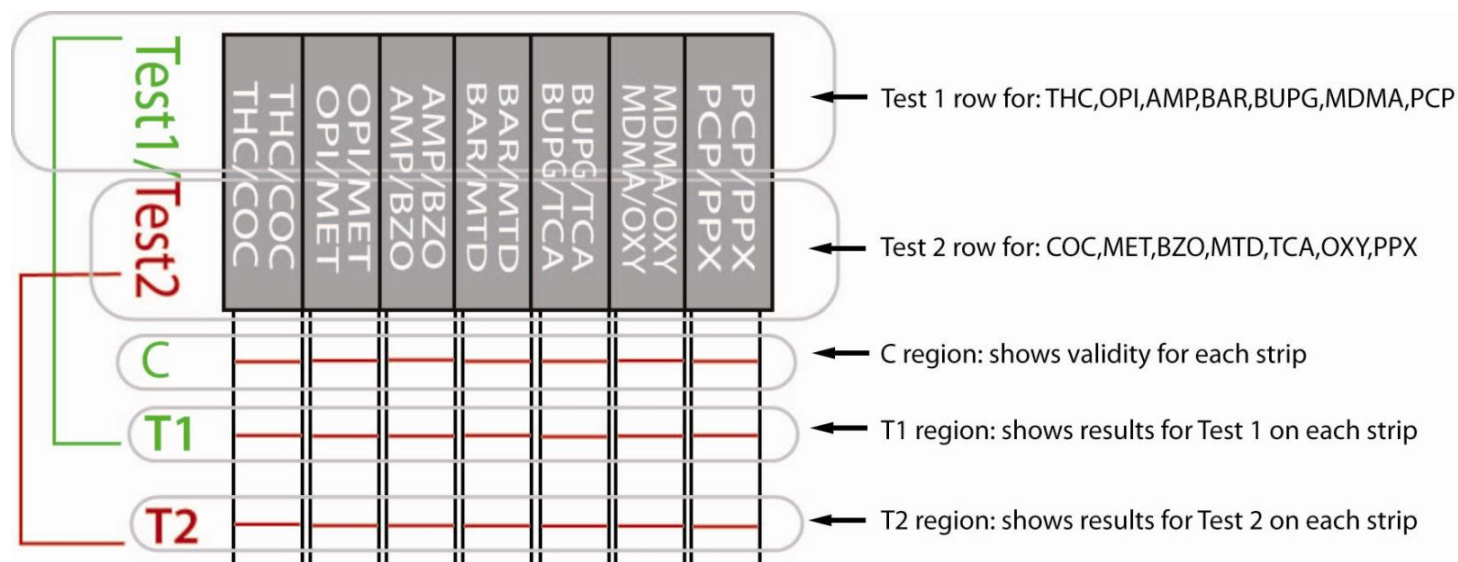 Test1/Test2
THC/COC
THC/COC
OPI/MET
OPI/MET
AMP/BZO
AMP/BZO
BAR/MTD
BAR/MTD
BUPG/TCA
BUPG/TCA
MDMA/OXY
MDMA/OXY
PCP/PPX
PCP/PPX
Test 1 row for: THC,OPI,AMP,BAR,BUPG,MDMA,PCP
Test 2 row for: COC,MET,BZO,MTD,TCA,OXY,PPX
C
C region: shows validity for each strip
T1
T1 region: shows results for Test 1 on each strip
T2
T2 region: shows results for Test 2 on each strip